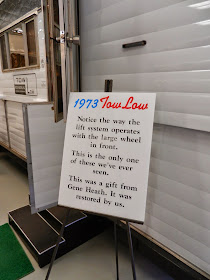 1973 Tow Low
Notice the way the
lift system operates
with the large wheel
in front.
This is the only one
of these we've ever
seen.
This was a gift from
Gene Heath. It was
restored by us.